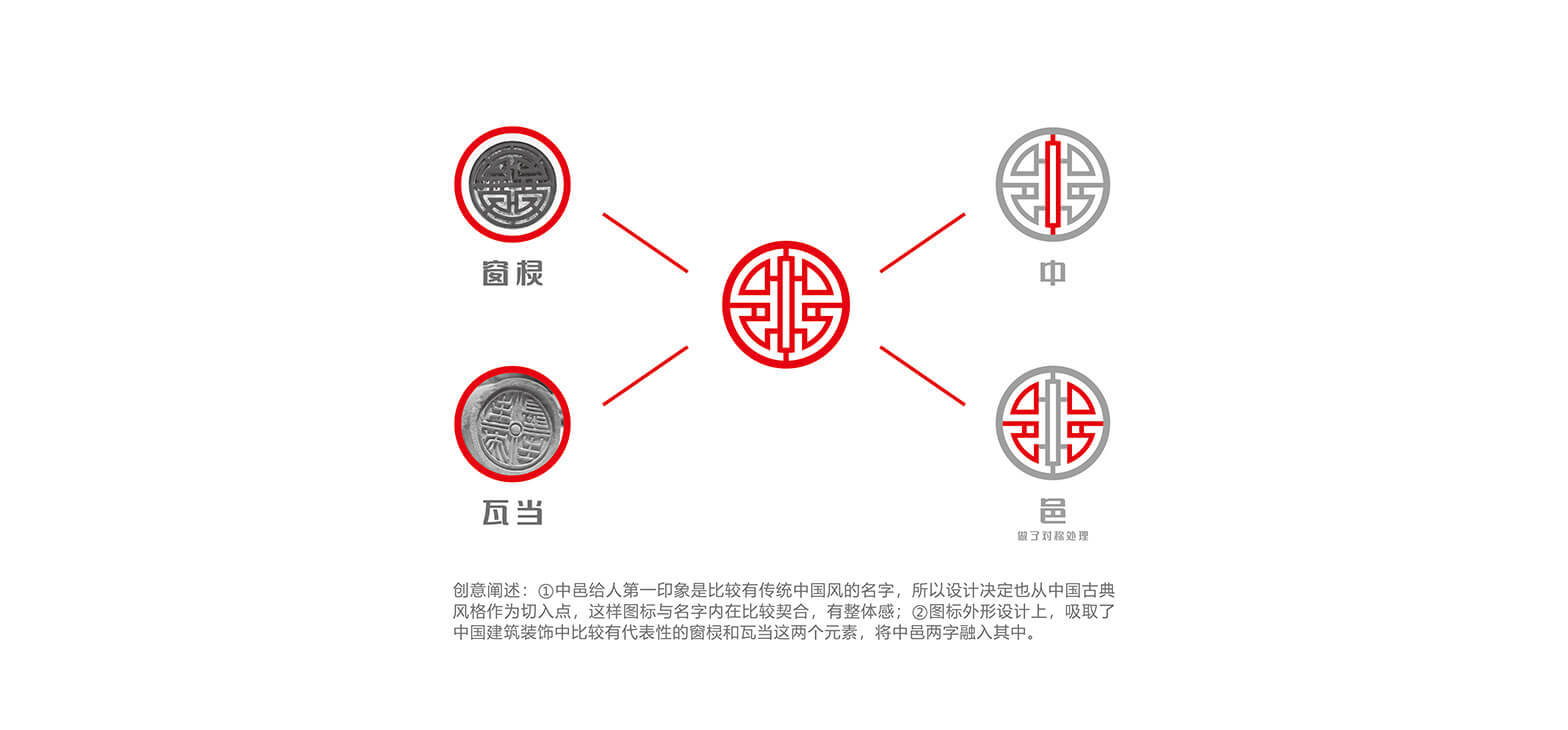 窗棂
中
瓦当
邑
做了对称处理
创意阐述：①中邑给人第一印象是比较有传统中国风的名字，所以设计决定也从中国古典
风格作为切入点，这样图标与名字内在比较契合，有整体感；②图标外形设计上，吸取了
中国建筑装饰中比较有代表性的窗棂和瓦当这两个元素，将中邑两字融入其中。